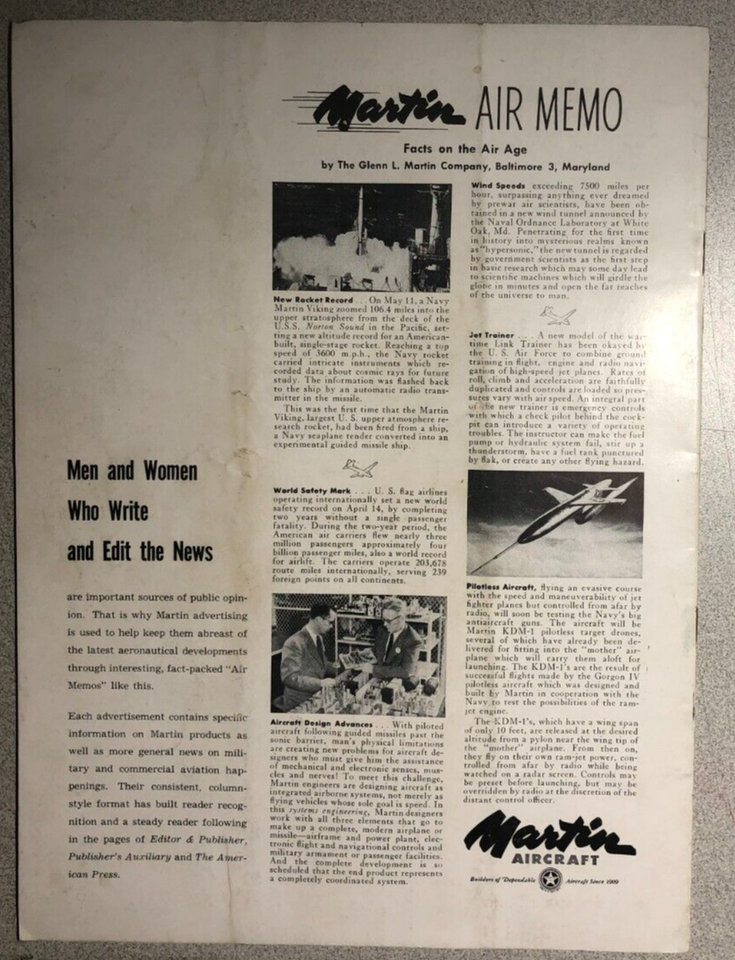 Martin AIR MEMO
Facts on the Air Age
by The Glenn L. Martin Company, Baltimore 3, Maryland
Men and Women
Who Write
and Edit the News
are important sources of public opin-
ion. That is why Martin advertising
is used to help keep them abreast of
the latest aeronautical developments
through interesting, fact-packed "Air
Memos" like this.
Each advertisement contains specific
information on Martin products as
well as more general news on mili-
tary and commercial aviation hap-
penings. Their consistent, column-
style format has built reader recog-
nition and a steady reader following
in the pages of Editor & Publisher,
Publisher's Auxiliary and The Amer-
ican Press.
New Rocket Record . . . On May 11, a Navy
Martin Viking zoomed 106.4 miles into the
upper stratosphere from the deck of the
U.S.S. Norton Sound in the Pacific, set-
ting a new altitude record for an American-
built, single-stage rocket. Reaching a top
speed of 3600 m.p.h., the Navy rocket
carried intricate instruments which re-
corded data about cosmic rays for future
study. The information was flashed back
to the ship by an automatic radio trans-
mitter in the missile.
This was the first time that the Martin
Viking, largest U. S. upper atmosphere re-
search rocket, had been fired from a ship,
a Navy seaplane tender converted into an
experimental guided missile ship.
World Safety Mark . . . . U. S. flag airlines
operating internationally set a new world
safety record on April 14, by completing
two years without a single passenger
fatality. During the two-year period, the
American air carriers flew nearly three
million passengers approximately four
billion passenger miles, also a world record
for airlift. The carriers operate 203,678
route miles internationally, serving 239
foreign points on all continents.
Aircraft Design Advances . . . With piloted
aircraft following guided missiles past the
sonic barrier, man's physical limitations
are creating new problems for aircraft de-
signers who must give him the assistance
of mechanical and electronic senses, mus-
cles and nerves! To meet this challenge,
Martin engineers are designing aircraft as
integrated airborne systems, not merely as
flying vehicles whose sole goal is speed. In
this systems engineering, Martin designers
work with all three elements that go to
make up a complete, modern airplane or
missile—airframe and power plant, elec-
tronic flight and navigational controls and
military armament or passenger facilities.
And the complete development is so
scheduled that the end product represents
a completely coordinated system.
Wind Speeds exceeding 7500 miles per
hour, surpassing anything ever dreamed
by prewar air scientists, have been ob-
tained in a new wind tunnel announced by
the Naval Ordnance Laboratory at White
Oak, Md. Penetrating for the first time
in history into mysterious realms known
as "hypersonic," the new tunnel is regarded
by government scientists as the first step
in basic research which may some day lead
to scientific machines which will girdle the
globe in minutes and open the far reaches
of the universe to man.
Jet Trainer . . . A new model of the war-
time Link Trainer has been okayed by
the U. S. Air Force to combine ground
training in flight, engine and radio navi-
gation of high-speed jet planes. Rates of
roll, climb and acceleration are faithfully
duplicated and controls are loaded so pres-
sures vary with air speed. An integral part
of the new trainer is emergency controls
with which a check pilot behind the cock-
pit can introduce a variety of operating
troubles. The instructor can make the fuel
pump or hydraulic system fail, stir up a
thunderstorm, have a fuel tank punctured
by flak, or create any other flying hazard.
Pilotless Aircraft, flying an evasive course
with the speed and maneuverability of jet
fighter planes but controlled from afar by
radio, will soon be testing the Navy's big
antiaircraft guns. The aircraft will be
Martin KDM-1 pilotless target drones,
several of which have already been de-
livered for fitting into the "mother" air-
plane which will carry them aloft for
launching. The KDM-1's are the result of
successful flights made by the Gorgon IV
pilotless aircraft which was designed and
built by Martin in cooperation with the
Navy to test the possibilities of the ram-
jet engine.
The KDM-1's, which have a wing span
of only 10 feet, are released at the desired
altitude from a pylon near the wing tip of
the "mother" airplane. From then on,
they fly on their own ram-jet power, con-
trolled from afar by radio while being
watched on a radar screen. Controls may
be preset before launching, but may be
overridden by radio at the discretion of the
distant control officer.
Martin
AIRCRAFT
Builders of Dependable Aircraft Since 1909